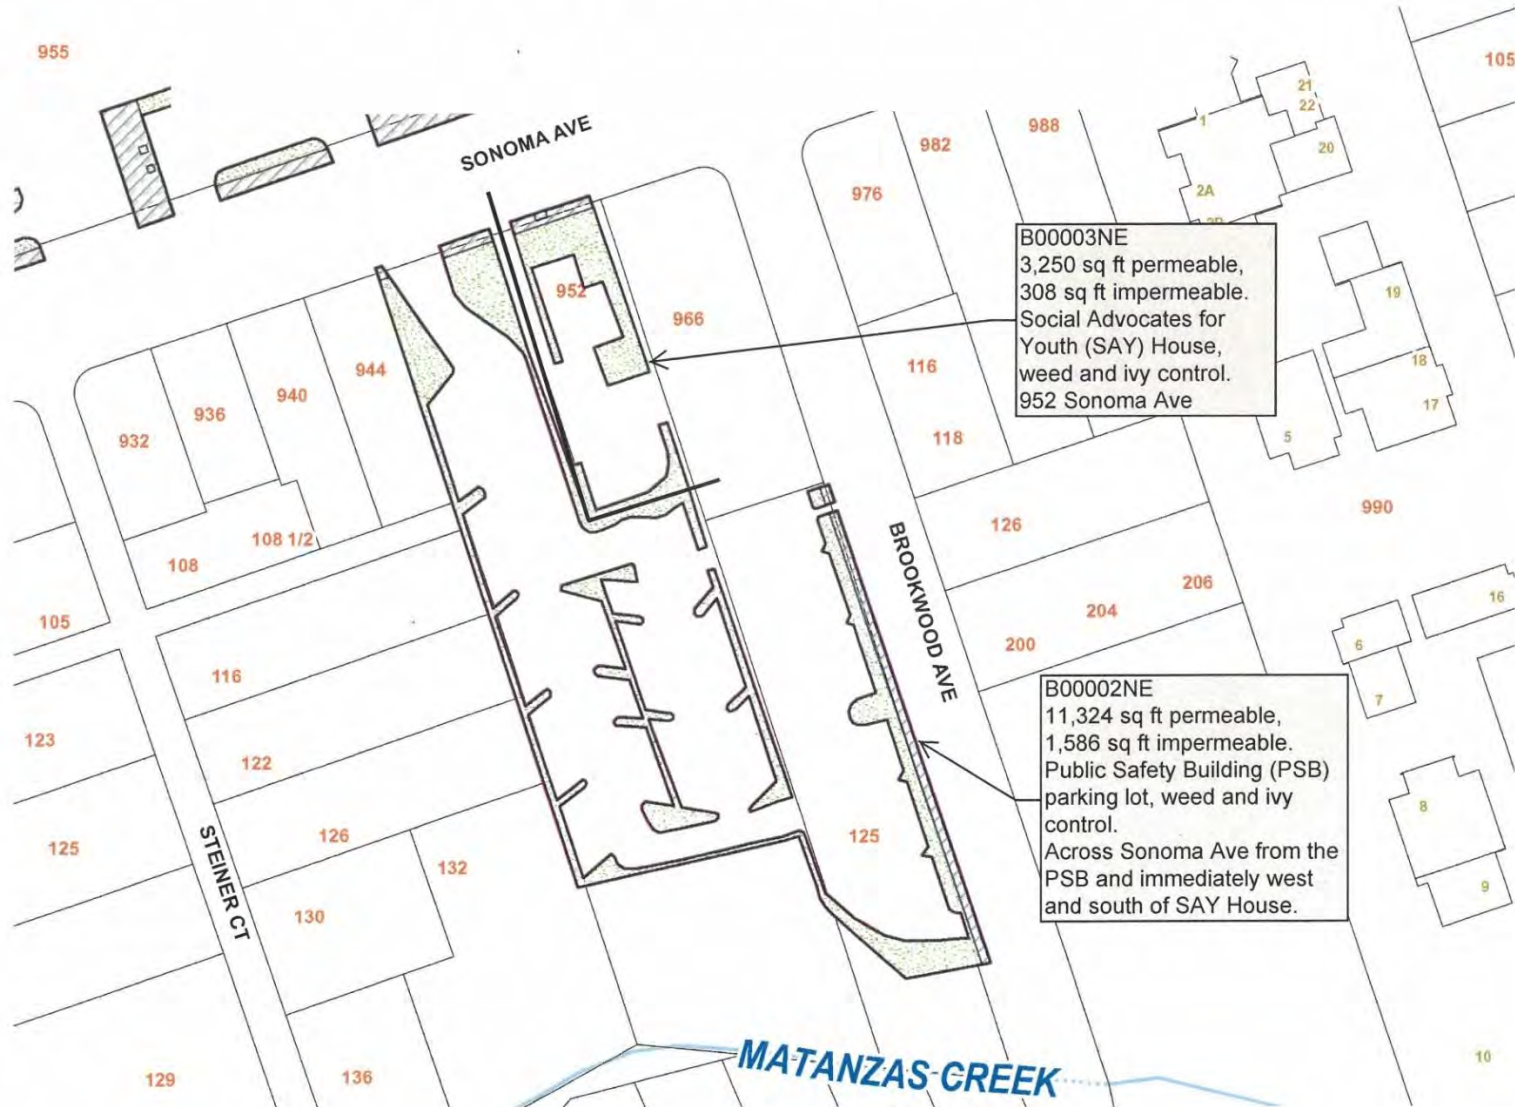 955
105
21
22
1
20
SONOMA AVE
988
982
976
2A
B00003NE
3,250 sq ft permeable,
308 sq ft impermeable.
Social Advocates for
Youth (SAY) House,
weed and ivy control.
952 Sonoma Ave
952
966
19
944
940
936
932
116
118
18
17
5
108 1/2
108
126
990
BROOKWOOD AVE
105
206
204
200
16
6
7
116
123
122
B00002NE
11,324 sq ft permeable,
1,586 sq ft impermeable.
Public Safety Building (PSB)
parking lot, weed and ivy
control.
Across Sonoma Ave from the
PSB and immediately west
and south of SAY House.
8
9
125
126
125
132
STEINER CT
130
129
136
MATANZAS CREEK
10